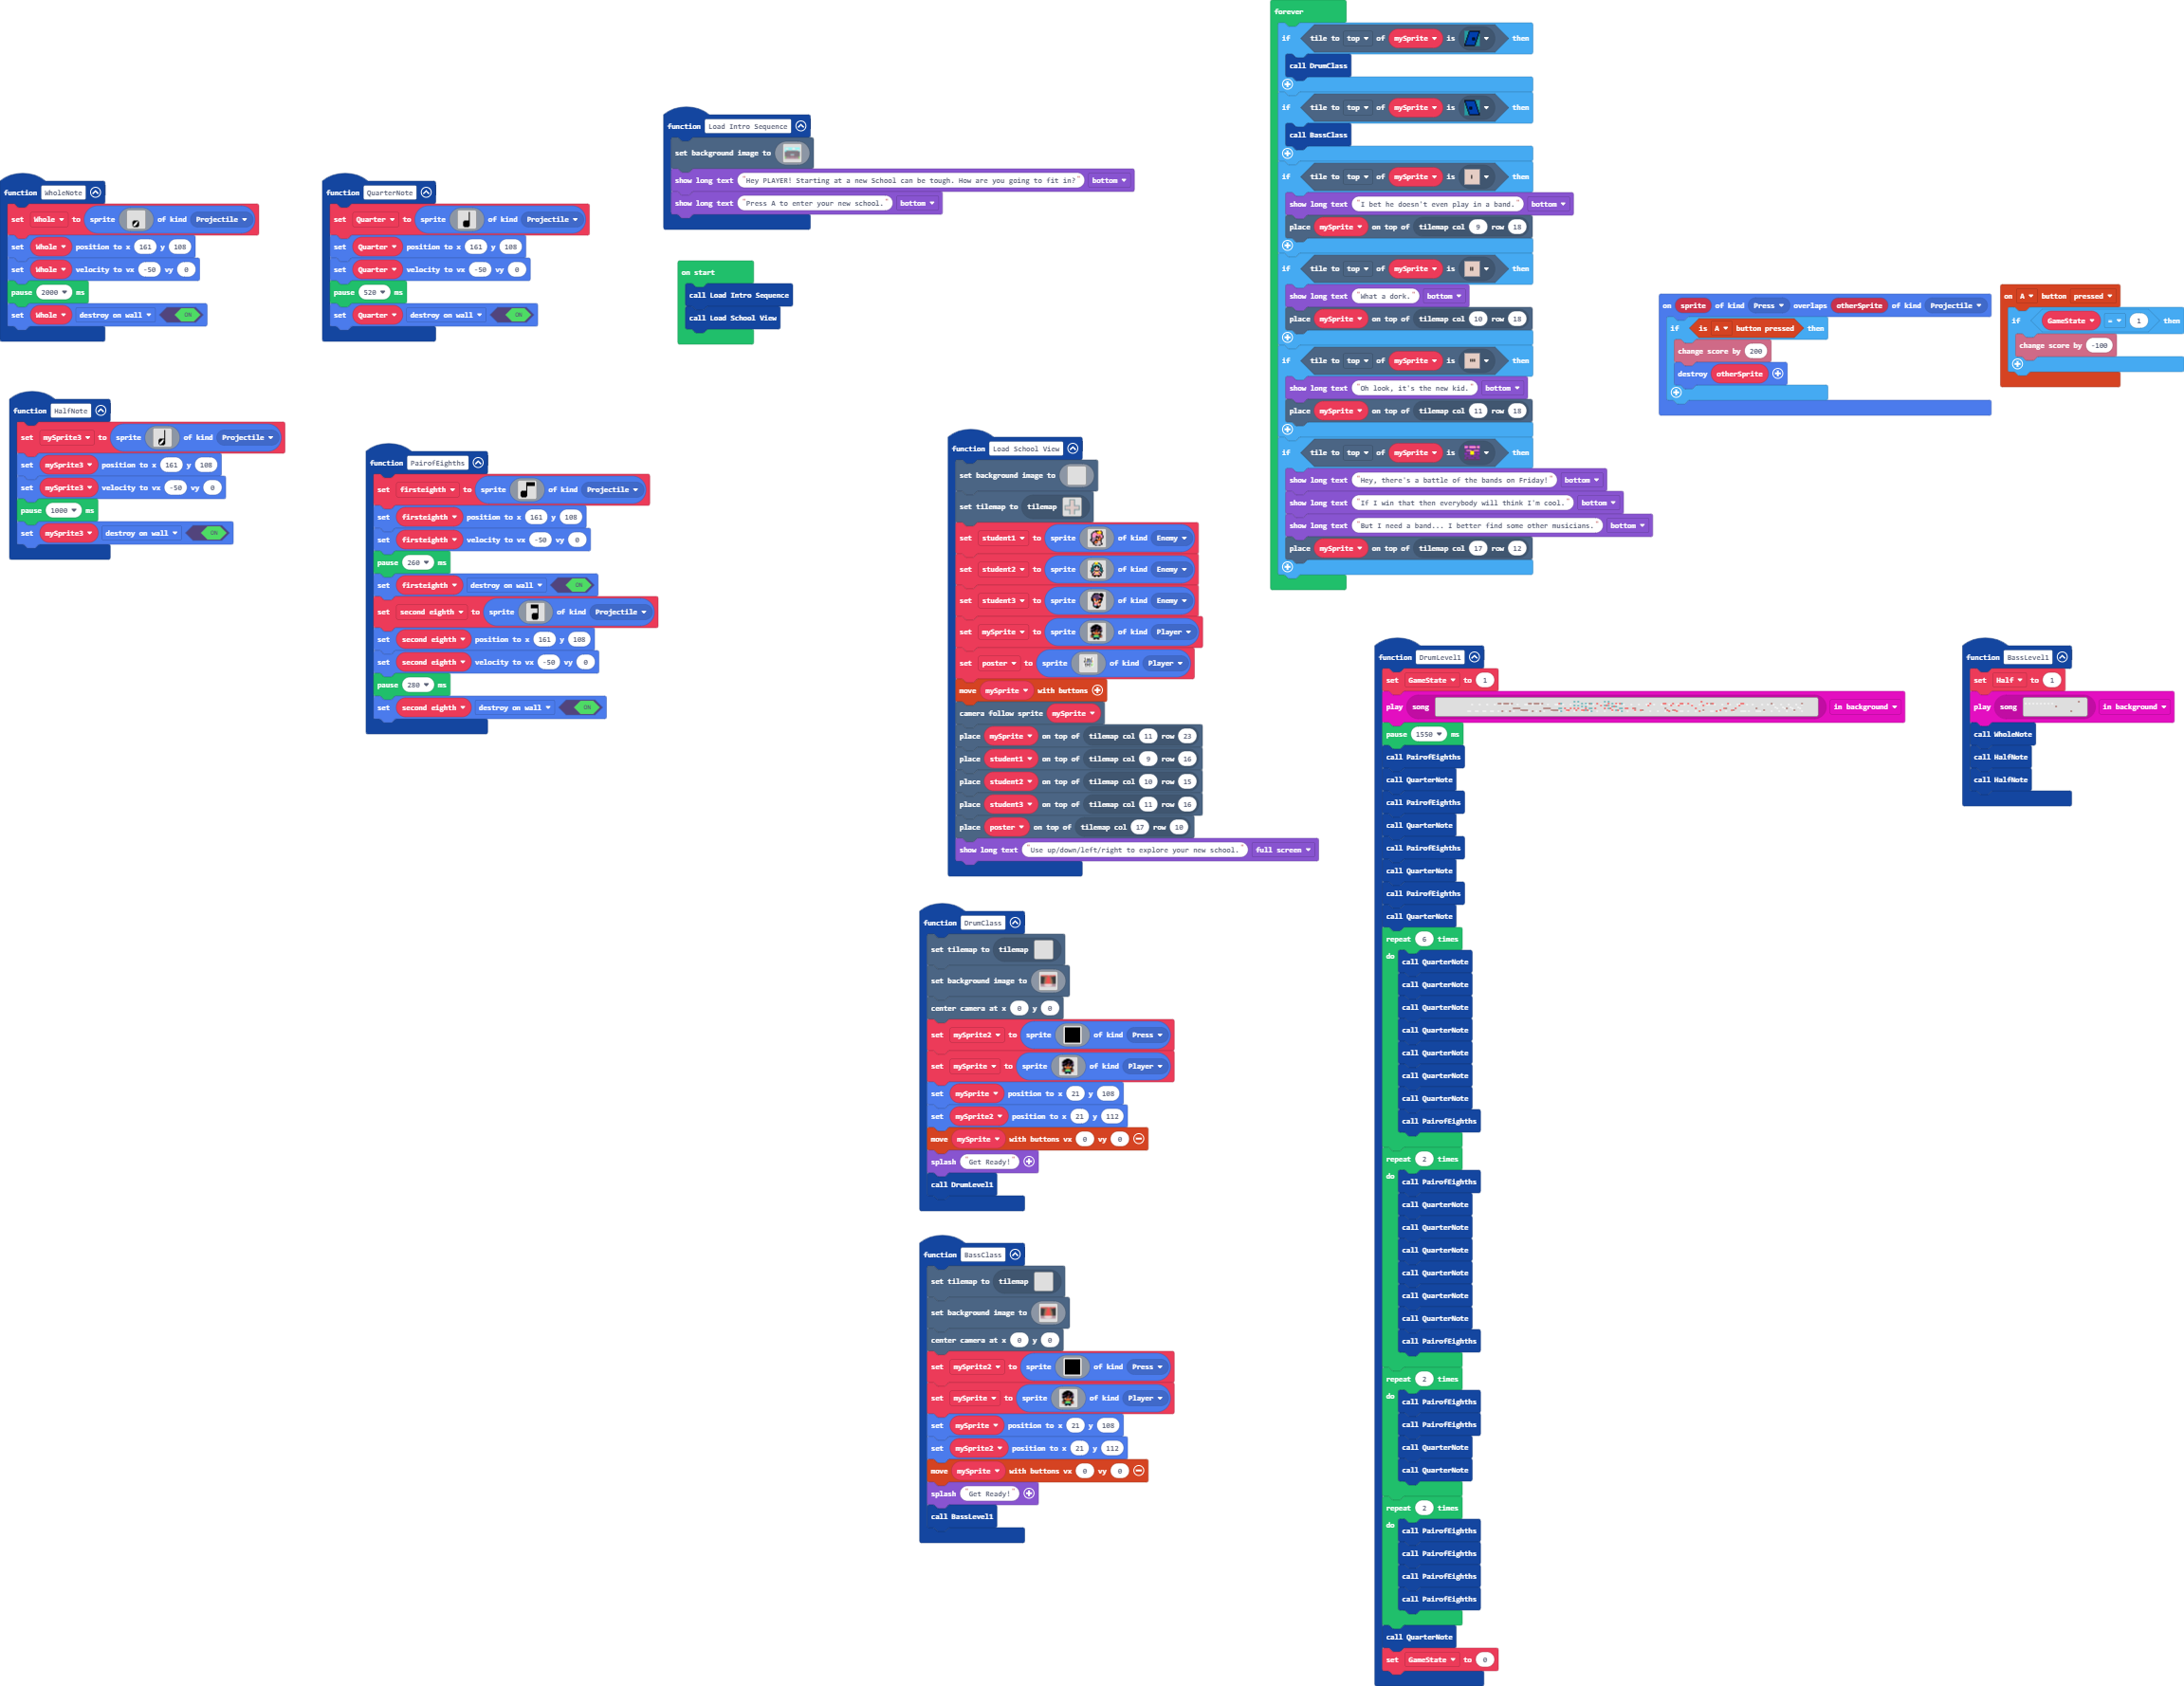 function WholeNote
set Whole to sprite of kind Projectile
set Whole position to x 161 y 108
set Whole velocity to vx -50 vy 0
pause 2000 ms
set Whole destroy on wall ON
function QuarterNote
set Quarter to sprite of kind Projectile
set Quarter position to x 161 y 108
set Quarter velocity to vx -50 vy 0
pause 520 ms
set Quarter destroy on wall ON
function HalfNote
set mySprite3 to sprite of kind Projectile
set mySprite3 position to x 161 y 108
set mySprite3 velocity to vx -50 vy 0
pause 1000 ms
set mySprite3 destroy on wall ON
function PairofEighths
set firsteighth to sprite of kind Projectile
set firsteighth position to x 161 y 108
set firsteighth velocity to vx -50 vy 0
pause 260 ms
set firsteighth destroy on wall ON
set second eighth to sprite of kind Projectile
set second eighth position to x 161 y 108
set second eighth velocity to vx -50 vy 0
pause 280 ms
set second eighth destroy on wall ON
function Load Intro Sequence
set background image to
show long text "Hey PLAYER! Starting at a new School can be tough. How are you going to fit in?" bottom
show long text "Press A to enter your new school." bottom
on start
call Load Intro Sequence
call Load School View
function Load School View
set background image to
set tilemap to tilemap
set student1 to sprite of kind Enemy
set student2 to sprite of kind Enemy
set student3 to sprite of kind Enemy
set mySprite to sprite of kind Player
set poster to sprite of kind Player
move mySprite with buttons
camera follow sprite mySprite
place mySprite on top of tilemap col 11 row 23
place student1 on top of tilemap col 9 row 16
place student2 on top of tilemap col 10 row 15
place student3 on top of tilemap col 11 row 16
place poster on top of tilemap col 17 row 10
show long text "Use up/down/left/right to explore your new school." full screen
function DrumClass
set tilemap to tilemap
set background image to
center camera at x 0 y 0
set mySprite2 to sprite of kind Press
set mySprite to sprite of kind Player
set mySprite position to x 21 y 108
set mySprite2 position to x 21 y 112
move mySprite with buttons vx 0 vy 0
splash "Get Ready!"
call DrumLevel1
function BassClass
set tilemap to tilemap
set background image to
center camera at x 0 y 0
set mySprite2 to sprite of kind Press
set mySprite to sprite of kind Player
set mySprite position to x 21 y 108
set mySprite2 position to x 21 y 112
move mySprite with buttons vx 0 vy 0
splash "Get Ready!"
call BassLevel1
forever
if tile to top of mySprite is then
call DrumClass
if tile to top of mySprite is then
call BassClass
if tile to top of mySprite is then
show long text "I bet he doesn't even play in a band." bottom
place mySprite on top of tilemap col 9 row 18
if tile to top of mySprite is then
show long text "What a dork." bottom
place mySprite on top of tilemap col 10 row 18
if tile to top of mySprite is then
show long text "Oh look, it's the new kid." bottom
place mySprite on top of tilemap col 11 row 18
if tile to top of mySprite is then
show long text "Hey, there's a battle of the bands on Friday!" bottom
show long text "If I win that then everybody will think I'm cool." bottom
show long text "But I need a band... I better find some other musicians." bottom
place mySprite on top of tilemap col 17 row 12
on sprite of kind Press overlaps otherSprite of kind Projectile
if is A button pressed then
change score by 200
destroy otherSprite
on A button pressed
if GameState = 1 then
change score by -100
function DrumLevel1
set GameState to 1
play song in background
pause 1550 ms
call PairofEighths
call QuarterNote
call PairofEighths
call QuarterNote
call PairofEighths
call QuarterNote
call PairofEighths
call QuarterNote
repeat 6 times
do
call QuarterNote
call QuarterNote
call QuarterNote
call QuarterNote
call QuarterNote
call QuarterNote
call QuarterNote
call PairofEighths
repeat 2 times
do
call PairofEighths
call QuarterNote
call QuarterNote
call QuarterNote
call QuarterNote
call QuarterNote
call QuarterNote
call PairofEighths
repeat 2 times
do
call PairofEighths
call PairofEighths
call QuarterNote
call QuarterNote
repeat 2 times
do
call PairofEighths
call PairofEighths
call PairofEighths
call PairofEighths
call QuarterNote
set GameState to 0
function BassLevel1
set Half to 1
play song in background
call WholeNote
call HalfNote
call HalfNote